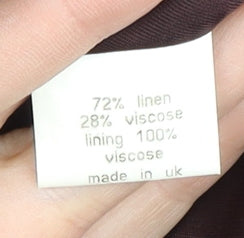 72% linen
28% viscose
lining 100%
viscose
made in uk